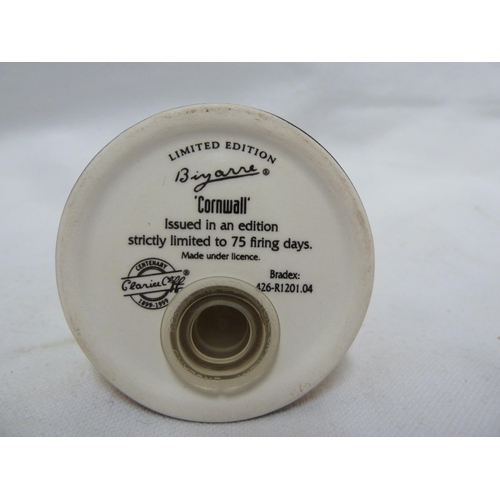 LIMITED EDITION
Bizarre®
'Cornwall'
Issued in an edition
strictly limited to 75 firing days.
Made under licence.
CENTENARY
Clarice Cliff®
1899-1999
Bradex:
A26-R1201.04